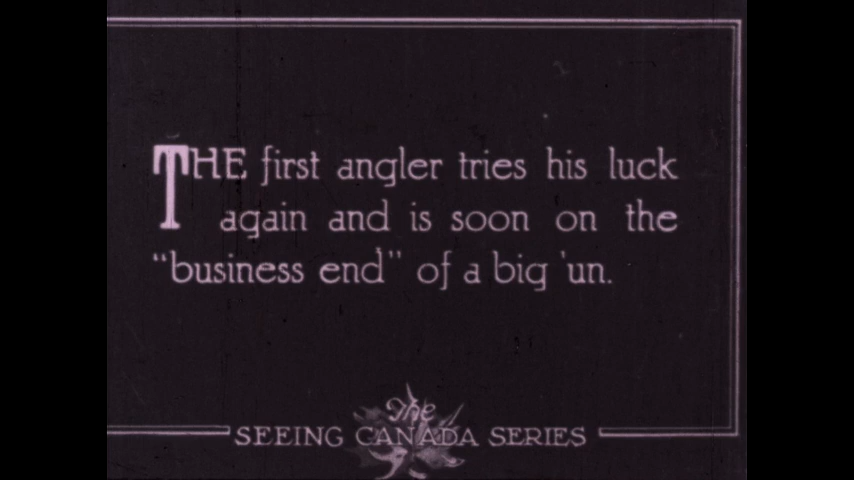 THE first angler tries his luck
again and is soon on the
“business end” of a big 'un.
The
SEEING CANADA SERIES